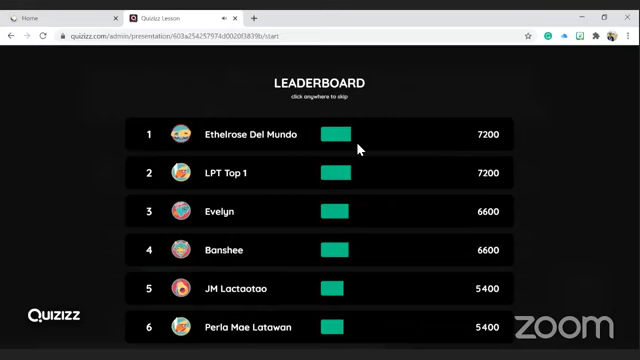 Home
Quizizz Lesson
quizizz.com/admin/presentation/603a254257974d0020f3839b/start
LEADERBOARD
click anywhere to skip
1 Ethelrose Del Mundo 7200
2 LPT Top 1 7200
3 Evelyn 6600
4 Banshee 6600
5 JM Lactaotao 5400
6 Perla Mae Latawan 5400
Quizizz
zoom